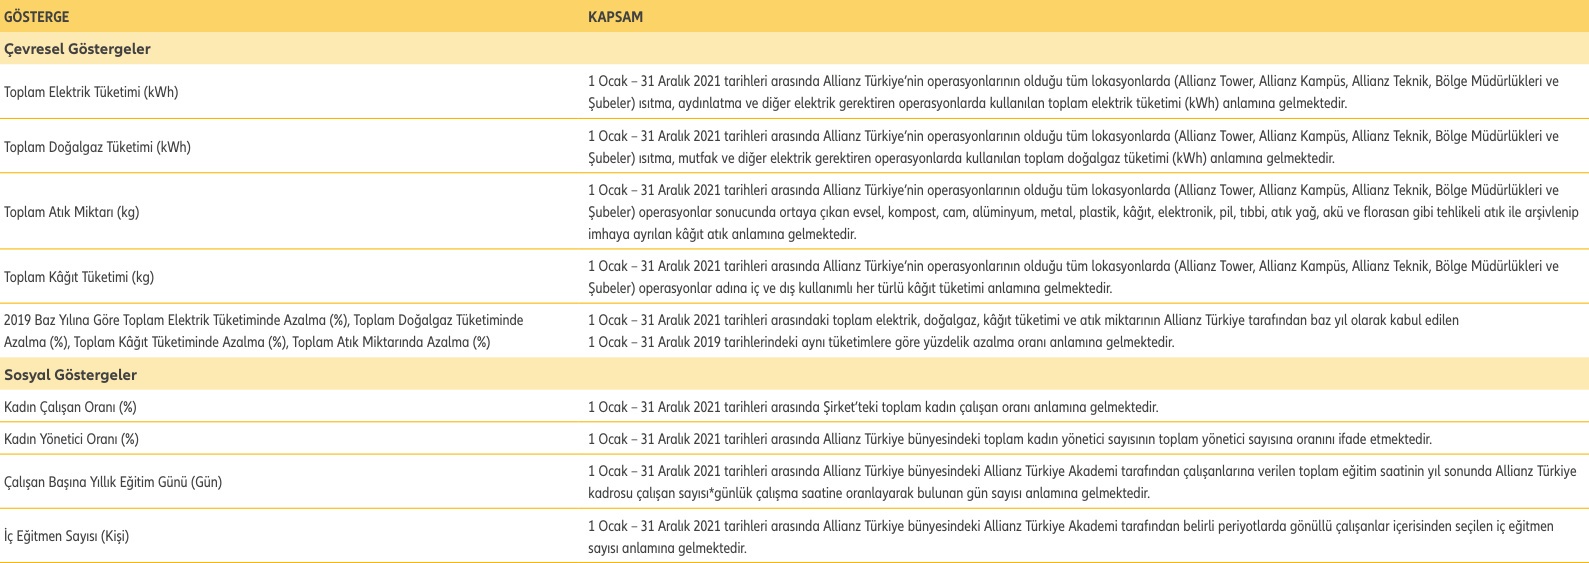 GÖSTERGE KAPSAM
Çevresel Göstergeler
Toplam Elektrik Tüketimi (kWh)
1 Ocak – 31 Aralık 2021 tarihleri arasında Allianz Türkiye’nin operasyonlarının olduğu tüm lokasyonlarda (Allianz Tower, Allianz Kampüs, Allianz Teknik, Bölge Müdürlükleri ve
Şubeler) ısıtma, aydınlatma ve diğer elektrik gerektiren operasyonlarda kullanılan toplam elektrik tüketimi (kWh) anlamına gelmektedir.
Toplam Doğalgaz Tüketimi (kWh)
1 Ocak – 31 Aralık 2021 tarihleri arasında Allianz Türkiye’nin operasyonlarının olduğu tüm lokasyonlarda (Allianz Tower, Allianz Kampüs, Allianz Teknik, Bölge Müdürlükleri ve
Şubeler) ısıtma, mutfak ve diğer elektrik gerektiren operasyonlarda kullanılan toplam doğalgaz tüketimi (kWh) anlamına gelmektedir.
Toplam Atık Miktarı (kg)
1 Ocak – 31 Aralık 2021 tarihleri arasında Allianz Türkiye’nin operasyonlarının olduğu tüm lokasyonlarda (Allianz Tower, Allianz Kampüs, Allianz Teknik, Bölge Müdürlükleri ve
Şubeler) operasyonlar sonucunda ortaya çıkan evsel, kompost, cam, alüminyum, metal, plastik, kâğıt, elektronik, pil, tıbbi, atık yağ, akü ve florasan gibi tehlikeli atık ile arşivlenip
imhaya ayrılan kâğıt atık anlamına gelmektedir.
Toplam Kâğıt Tüketimi (kg)
1 Ocak – 31 Aralık 2021 tarihleri arasında Allianz Türkiye’nin operasyonlarının olduğu tüm lokasyonlarda (Allianz Tower, Allianz Kampüs, Allianz Teknik, Bölge Müdürlükleri ve
Şubeler) operasyonlar adına iç ve dış kullanımlı her türlü kâğıt tüketimi anlamına gelmektedir.
2019 Baz Yılına Göre Toplam Elektrik Tüketiminde Azalma (%), Toplam Doğalgaz Tüketiminde
Azalma (%), Toplam Kâğıt Tüketiminde Azalma (%), Toplam Atık Miktarında Azalma (%)
1 Ocak – 31 Aralık 2021 tarihleri arasındaki toplam elektrik, doğalgaz, kâğıt tüketimi ve atık miktarının Allianz Türkiye tarafından baz yıl olarak kabul edilen
1 Ocak – 31 Aralık 2019 tarihlerindeki aynı tüketimlere göre yüzdelik azalma oranı anlamına gelmektedir.
Sosyal Göstergeler
Kadın Çalışan Oranı (%)
1 Ocak – 31 Aralık 2021 tarihleri arasında Şirket’teki toplam kadın çalışan oranı anlamına gelmektedir.
Kadın Yönetici Oranı (%)
1 Ocak – 31 Aralık 2021 tarihleri arasında Allianz Türkiye bünyesindeki toplam kadın yönetici sayısının toplam yönetici sayısına oranını ifade etmektedir.
Çalışan Başına Yıllık Eğitim Günü (Gün)
1 Ocak – 31 Aralık 2021 tarihleri arasında Allianz Türkiye bünyesindeki Allianz Türkiye Akademi tarafından çalışanlarına verilen toplam eğitim saatinin yıl sonunda Allianz Türkiye
kadrosu çalışan sayısı*günlük çalışma saatine oranlayarak bulunan gün sayısı anlamına gelmektedir.
İç Eğitmen Sayısı (Kişi)
1 Ocak – 31 Aralık 2021 tarihleri arasında Allianz Türkiye bünyesindeki Allianz Türkiye Akademi tarafından belirli periyotlarda gönüllü çalışanlar içerisinden seçilen iç eğitmen
sayısı anlamına gelmektedir.